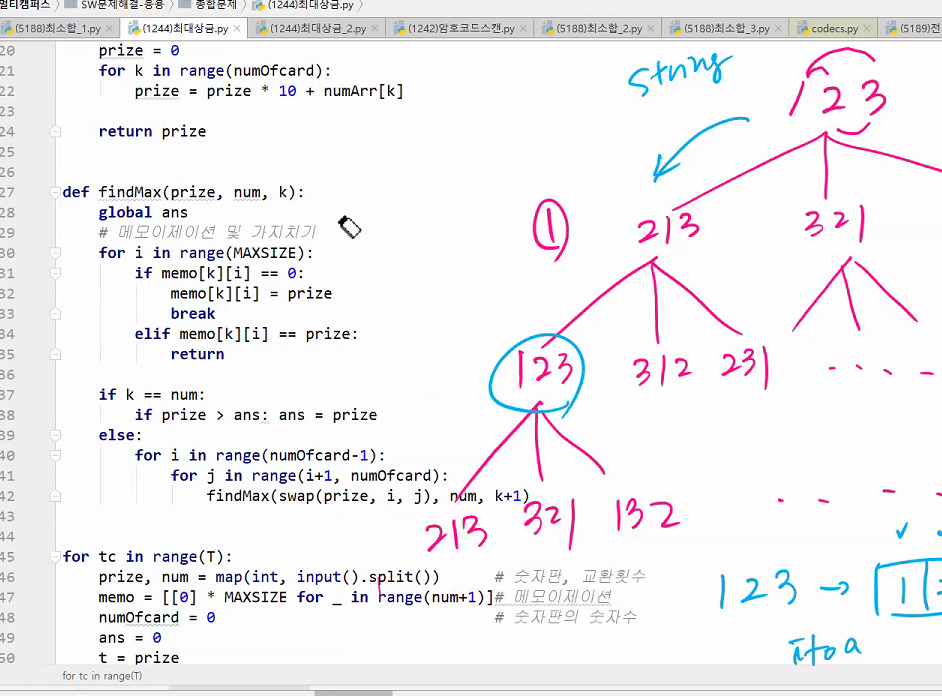 멀티캠퍼스 SW문제해결-응용 종합문제 (1244)최대상금.py
(5188)최소합_1.py (1244)최대상금.py (1244)최대상금_2.py (1242)암호코드스캔.py (5188)최소합_2.py (5188)최소합_3.py codecs.py (5189)전
20 prize = 0
21 for k in range(numOfcard):
22 prize = prize * 10 + numArr[k]
23
24 return prize
25
26
27 def findMax(prize, num, k):
28 global ans
29 # 메모이제이션 및 가지치기
30 for i in range(MAXSIZE):
31 if memo[k][i] == 0:
32 memo[k][i] = prize
33 break
34 elif memo[k][i] == prize:
35 return
36
37 if k == num:
38 if prize > ans: ans = prize
39 else:
40 for i in range(numOfcard-1):
41 for j in range(i+1, numOfcard):
42 findMax(swap(prize, i, j), num, k+1)
43
44
45 for tc in range(T):
46 prize, num = map(int, input().split()) # 숫자판, 교환횟수
47 memo = [[0] * MAXSIZE for _ in range(num+1)]# 메모이제이션
48 numOfcard = 0 # 숫자판의 숫자수
49 ans = 0
50 t = prize
for tc in range(T)
String
123
①
213 321
123 312 231
213 321 132
123 → 1
itoa